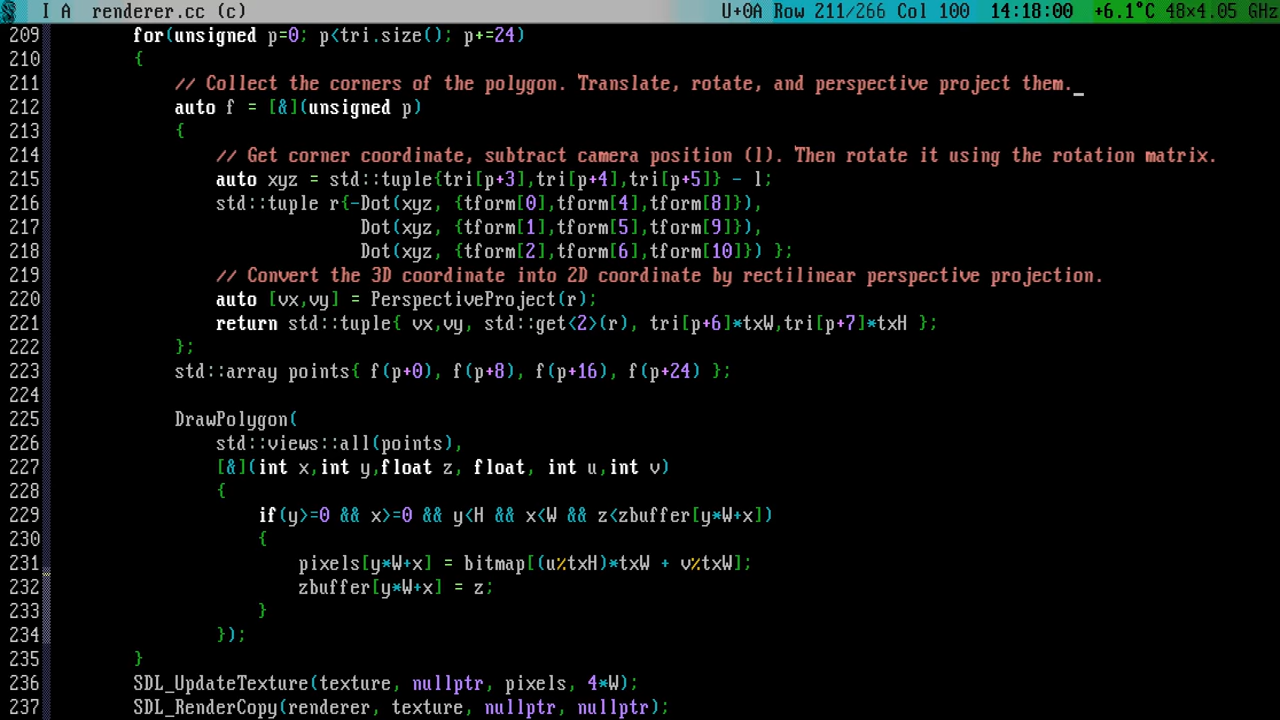 I A renderer.cc (c) U+0A Row 211/266 Col 100 14:18:00 +6.1°C 48×4.05 GHz
209 for(unsigned p=0; p<tri.size(); p+=24)
210 {
211 // Collect the corners of the polygon. Translate, rotate, and perspective project them._
212 auto f = [&](unsigned p)
213 {
214 // Get corner coordinate, subtract camera position (l). Then rotate it using the rotation matrix.
215 auto xyz = std::tuple{tri[p+3],tri[p+4],tri[p+5]} - l;
216 std::tuple r{-Dot(xyz, {tform[0],tform[4],tform[8]}),
217 Dot(xyz, {tform[1],tform[5],tform[9]}),
218 Dot(xyz, {tform[2],tform[6],tform[10]}) };
219 // Convert the 3D coordinate into 2D coordinate by rectilinear perspective projection.
220 auto [vx,vy] = PerspectiveProject(r);
221 return std::tuple{ vx,vy, std::get<2>(r), tri[p+6]*txW,tri[p+7]*txH };
222 };
223 std::array points{ f(p+0), f(p+8), f(p+16), f(p+24) };
224
225 DrawPolygon(
226 std::views::all(points),
227 [&](int x,int y,float z, float, int u,int v)
228 {
229 if(y>=0 && x>=0 && y<H && x<W && z<zbuffer[y*W+x])
230 {
231 pixels[y*W+x] = bitmap[(u%txH)*txW + v%txW];
232 zbuffer[y*W+x] = z;
233 }
234 });
235 }
236 SDL_UpdateTexture(texture, nullptr, pixels, 4*W);
237 SDL_RenderCopy(renderer, texture, nullptr, nullptr);